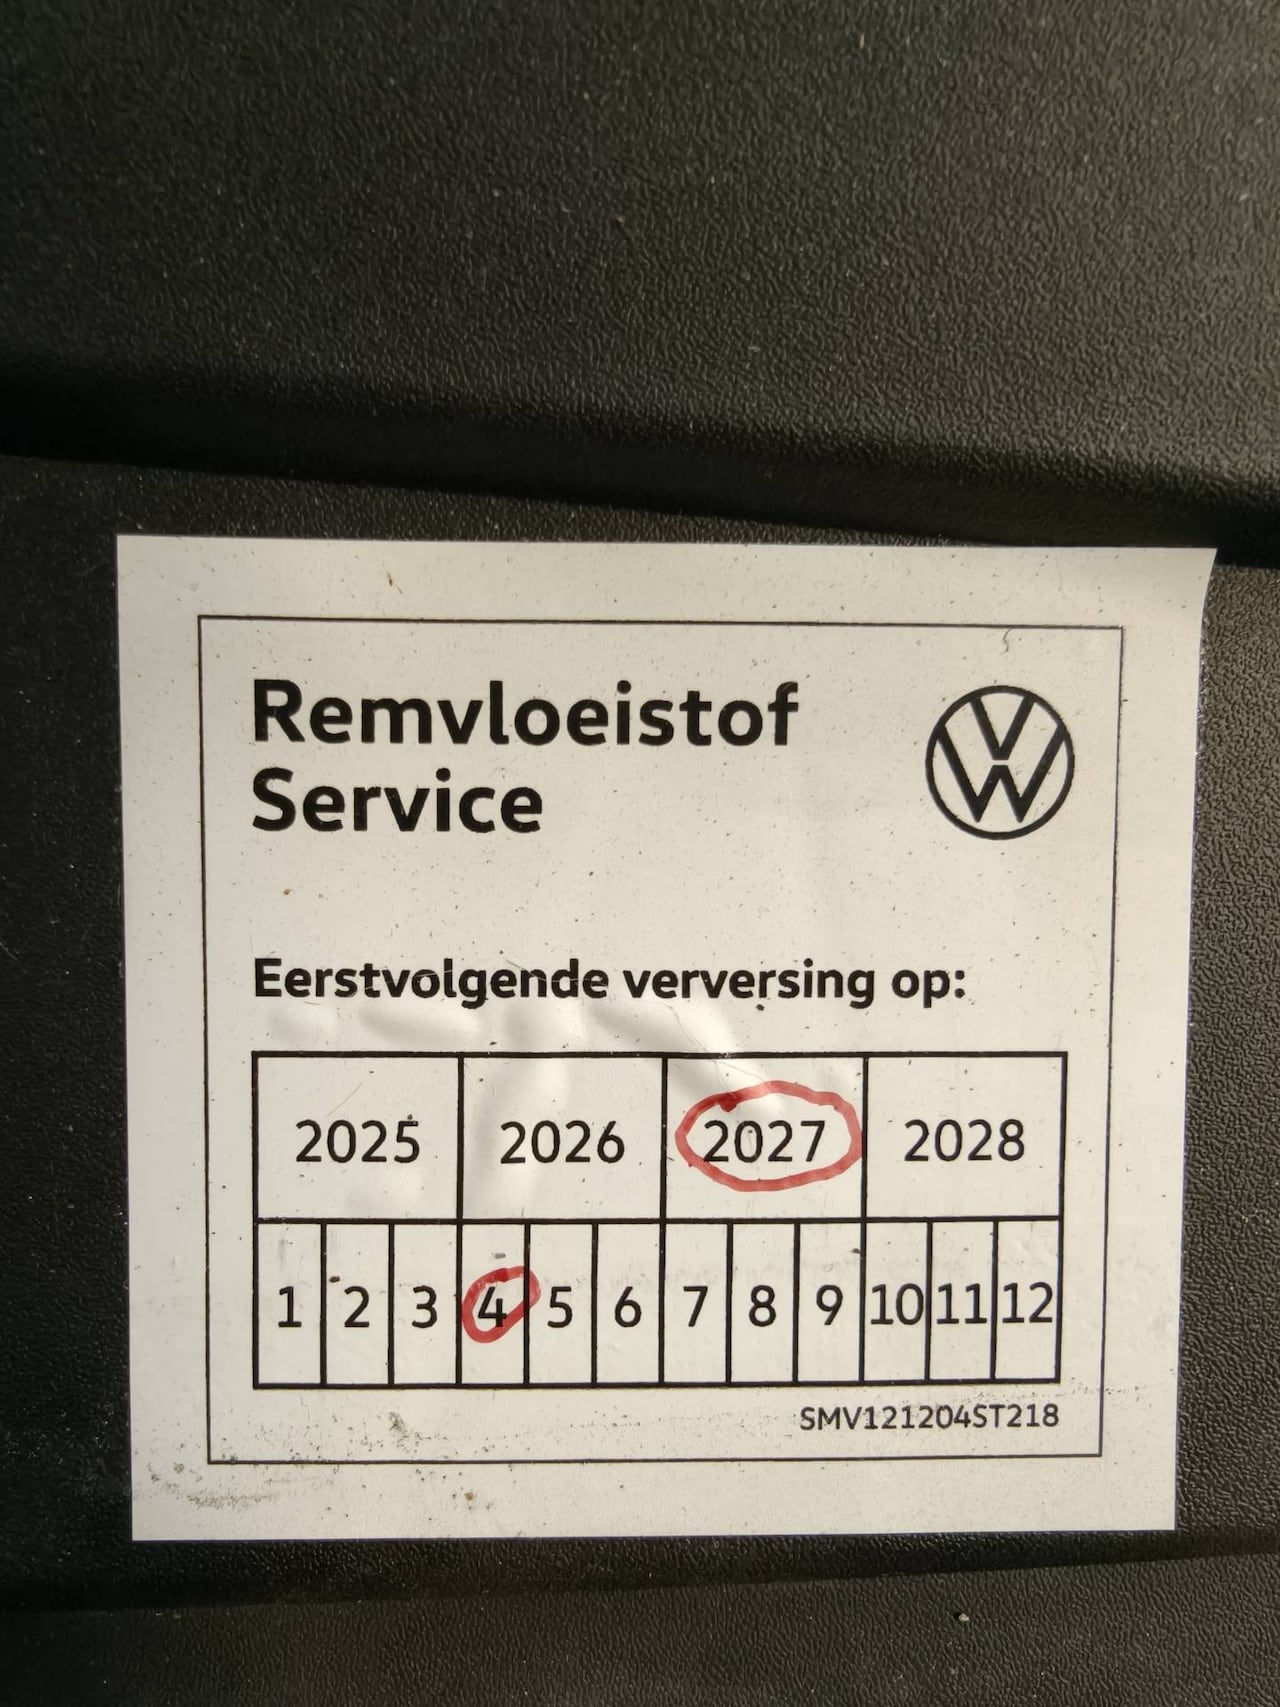 Remvloeistof
Service
Eerstvolgende verversing op:
2025 2026 2027 2028
1 2 3 4 5 6 7 8 9 10 11 12
SMV121204ST218